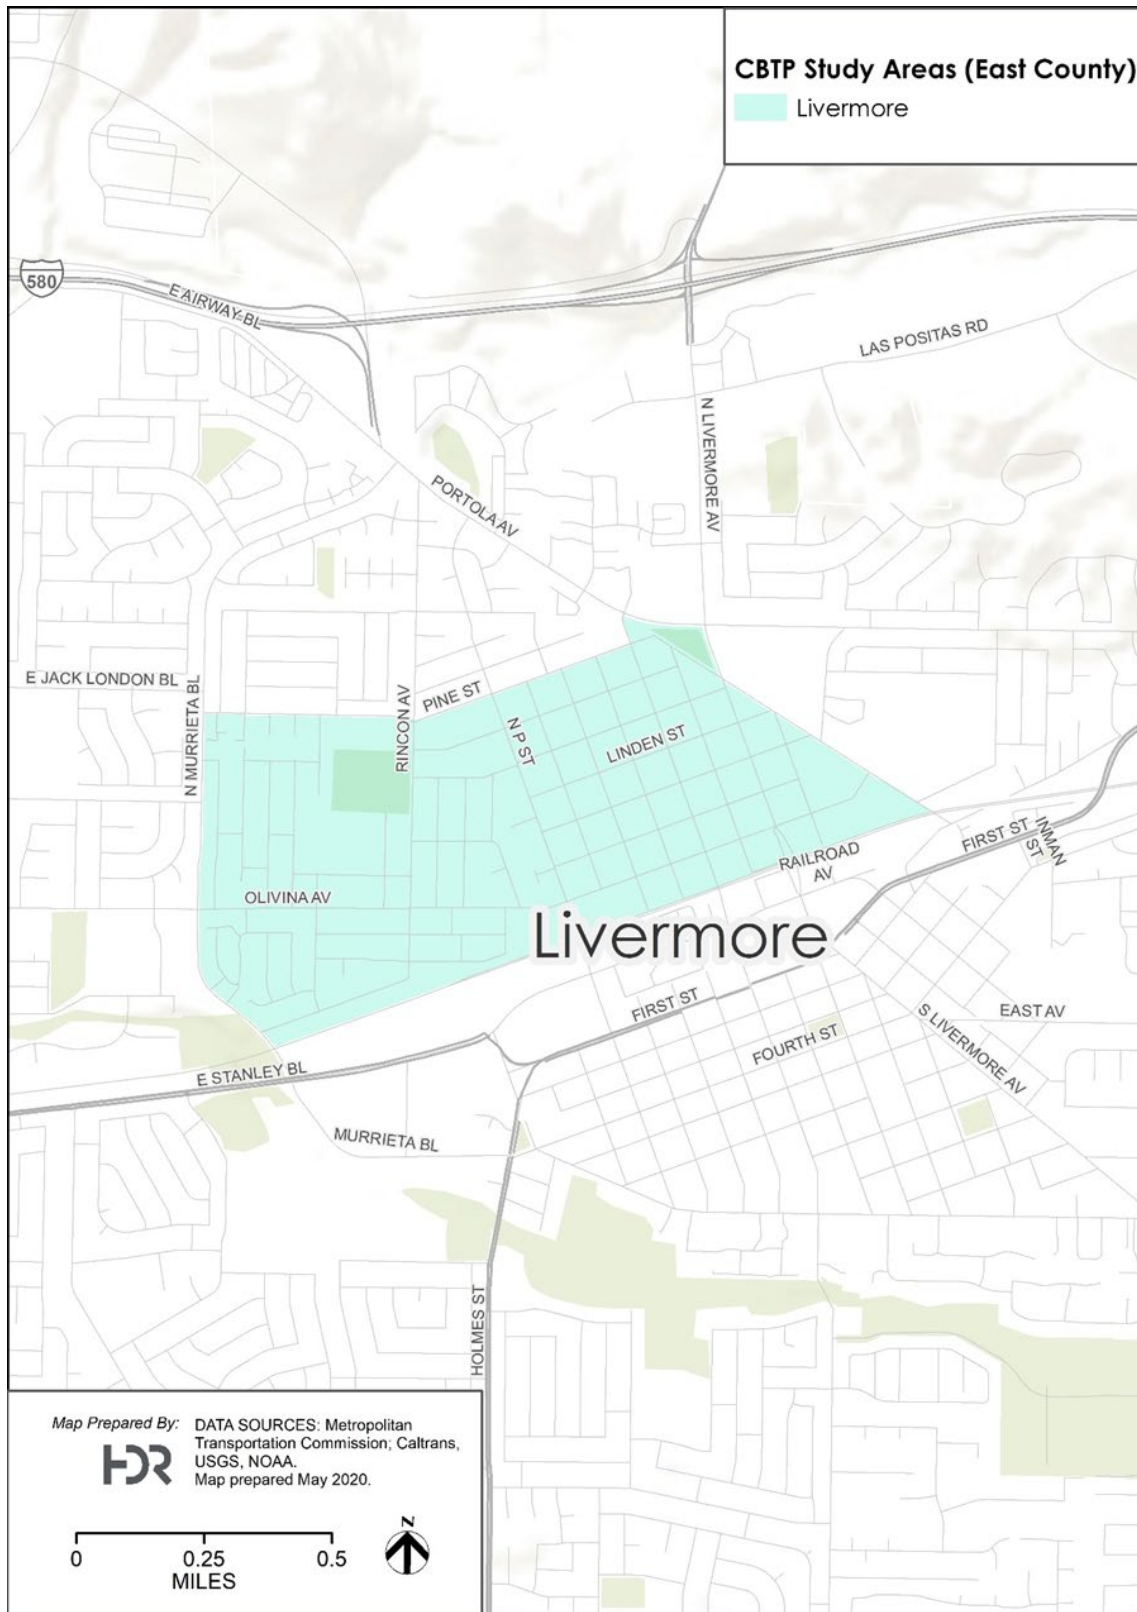 CBTP Study Areas (East County)
Livermore
580
E AIRWAY BL
LAS POSITAS RD
N LIVERMORE AV
PORTOLA AV
E JACK LONDON BL
N MURRIETA BL
RINCON AV
PINE ST
N P ST
LINDEN ST
FIRST ST
INMAN
ST
RAILROAD
AV
OLIVINA AV
Livermore
FIRST ST
FOURTH ST
S LIVERMORE AV
EAST AV
E STANLEY BL
MURRIETA BL
HOLMES ST
Map Prepared By:
HDR
DATA SOURCES: Metropolitan
Transportation Commission; Caltrans,
USGS, NOAA.
Map prepared May 2020.
N
0 0.25 0.5
MILES